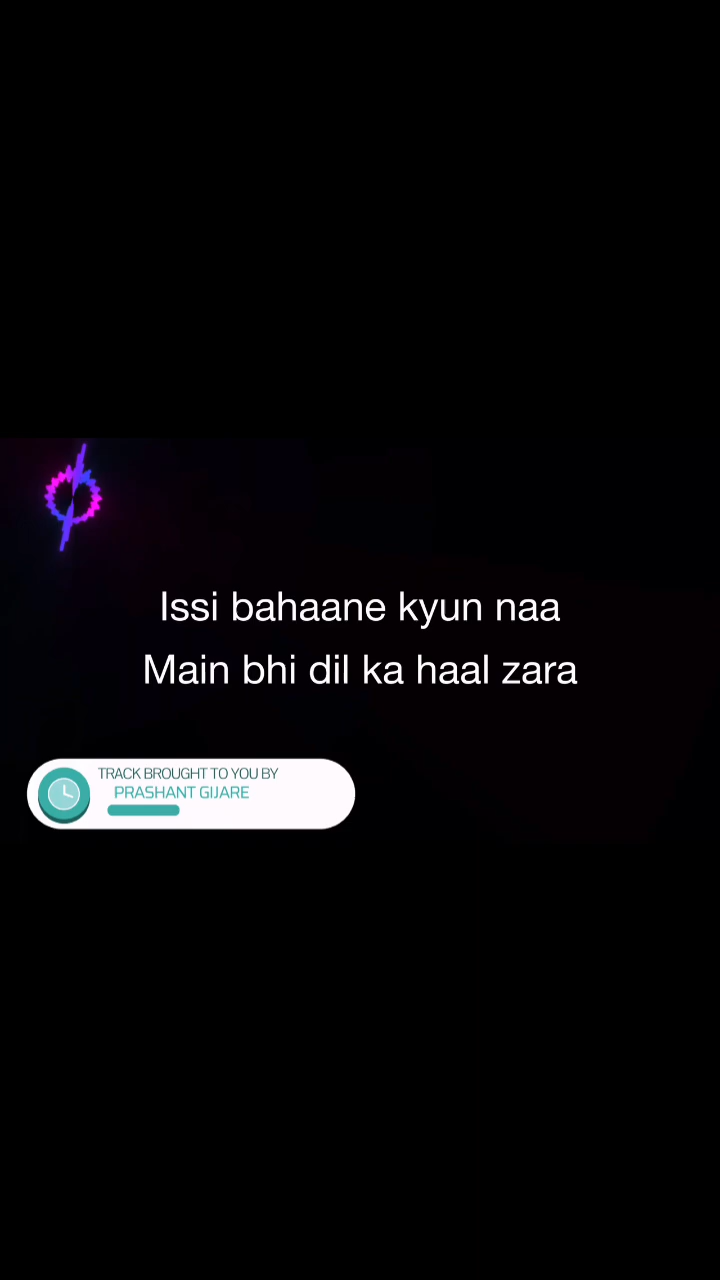 Issi bahaane kyun naa
Main bhi dil ka haal zara
TRACK BROUGHT TO YOU BY
PRASHANT GIJARE